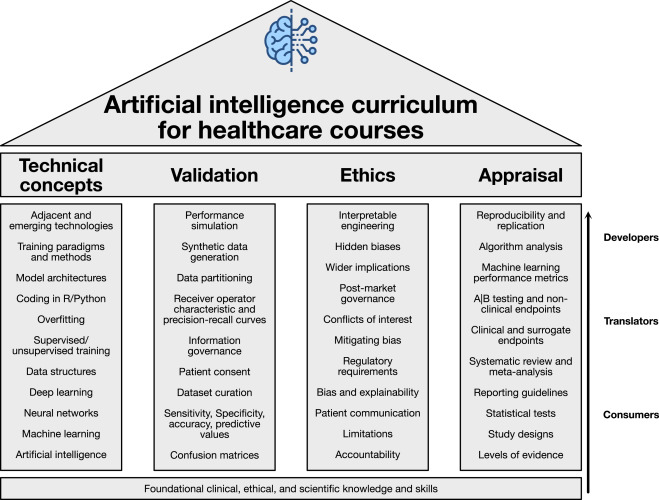 Artificial intelligence curriculum
for healthcare courses
Technical
concepts
Validation
Ethics
Appraisal
Adjacent and
emerging technologies
Training paradigms
and methods
Model architectures
Coding in R/Python
Overfitting
Supervised/
unsupervised training
Data structures
Deep learning
Neural networks
Machine learning
Artificial intelligence
Performance
simulation
Synthetic data
generation
Data partitioning
Receiver operator
characteristic and
precision-recall curves
Information
governance
Patient consent
Dataset curation
Sensitivity, Specificity,
accuracy, predictive
values
Confusion matrices
Interpretable
engineering
Hidden biases
Wider implications
Post-market
governance
Conflicts of interest
Mitigating bias
Regulatory
requirements
Bias and explainability
Patient communication
Limitations
Accountability
Reproducibility and
replication
Algorithm analysis
Machine learning
performance metrics
A|B testing and non-
clinical endpoints
Clinical and surrogate
endpoints
Systematic review and
meta-analysis
Reporting guidelines
Statistical tests
Study designs
Levels of evidence
Developers
Translators
Consumers
Foundational clinical, ethical, and scientific knowledge and skills